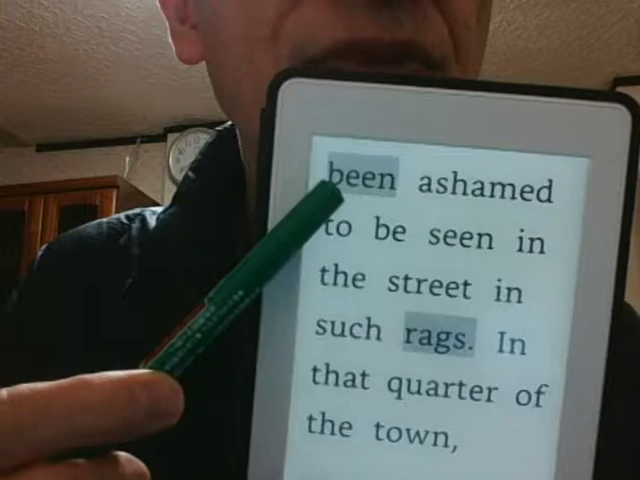 been ashamed
to be seen in
the street in
such rags. In
that quarter of
the town,